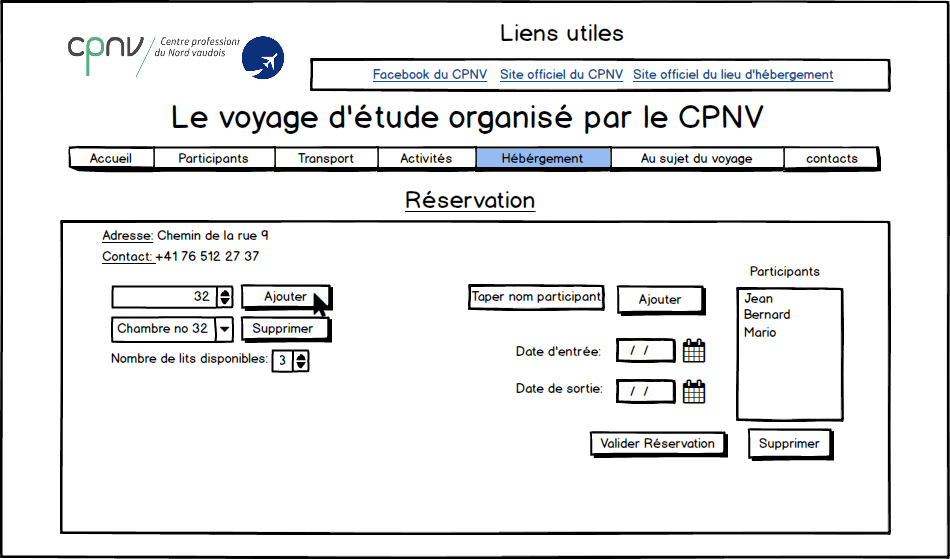 Liens utiles
cpnv
Centre professionr
du Nord vaudois
Facebook du CPNV Site officiel du CPNV Site officiel du lieu d'hébergement
Le voyage d'étude organisé par le CPNV
Accueil Participants Transport Activités Hébérgement Au sujet du voyage contacts
Réservation
Adresse: Chemin de la rue 9
Contact: +41 76 512 27 37
Participants
32 Ajouter
Taper nom participant Ajouter
Jean
Bernard
Mario
Chambre no 32 Supprimer
Nombre de lits disponibles: 3
Date d'entrée: / /
Date de sortie: / /
Valider Réservation Supprimer